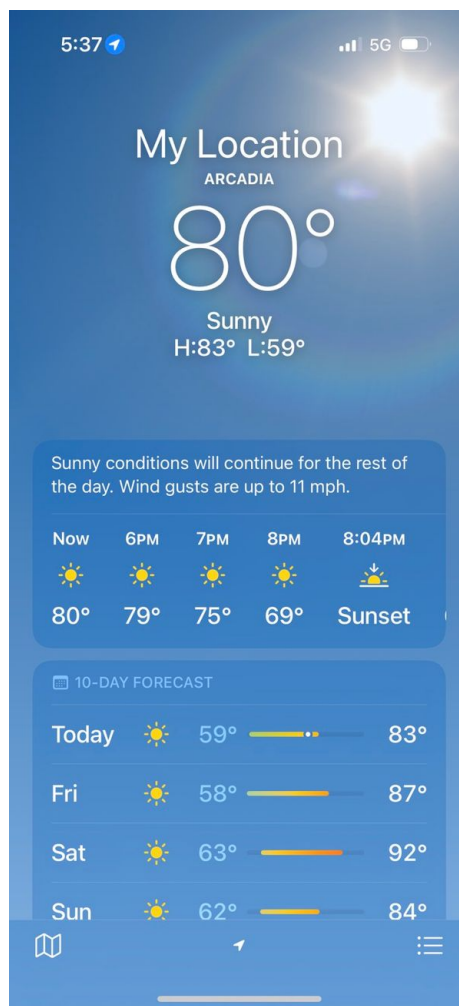 5:37 5G
My Location
ARCADIA
80°
Sunny
H:83° L:59°
Sunny conditions will continue for the rest of
the day. Wind gusts are up to 11 mph.
Now 6PM 7PM 8PM 8:04PM
80° 79° 75° 69° Sunset
10-DAY FORECAST
Today 59° 83°
Fri 58° 87°
Sat 63° 92°
Sun 62° 84°